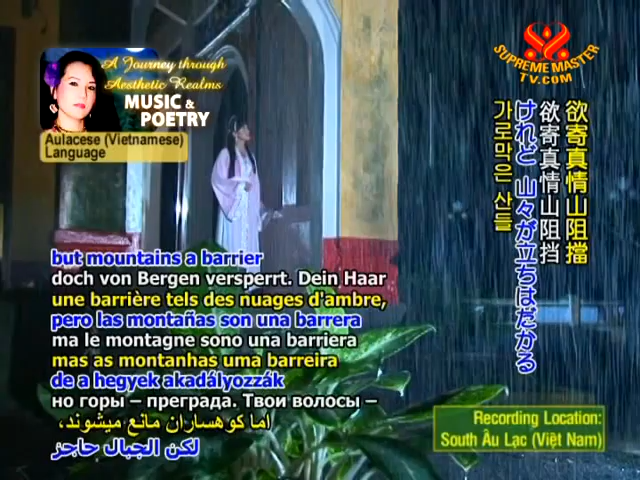 A Journey through
Aesthetic Realms
MUSIC &
POETRY
Aulacese (Vietnamese)
Language
SUPREME MASTER
TV.COM
欲寄真情山阻擋
欲寄真情山阻挡
けれど 山々が立ちはだかる
가로막은 산들
but mountains a barrier
doch von Bergen versperrt. Dein Haar
une barrière tels des nuages d'ambre,
pero las montañas son una barrera
ma le montagne sono una barriera
mas as montanhas uma barreira
de a hegyek akadályozzák
но горы – преграда. Твои волосы –
اما کوهساران مانع میشوند،
لكن الجبال حاجز
Recording Location:
South Âu Lạc (Việt Nam)